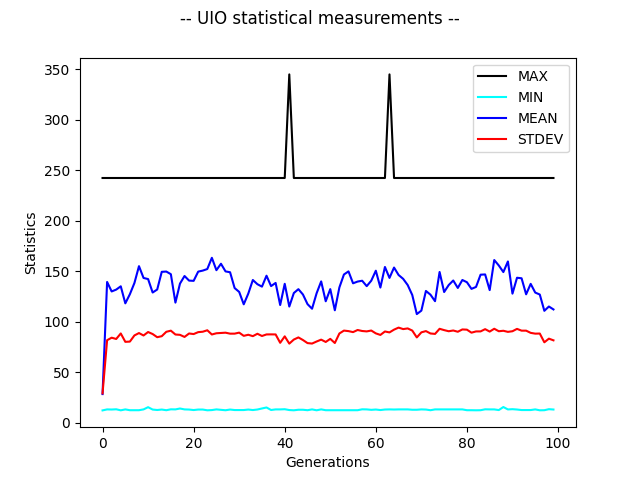 -- UIO statistical measurements --
350
300
250
200
150
100
50
0
Statistics
MAX
MIN
MEAN
STDEV
0
20
40
60
80
100
Generations